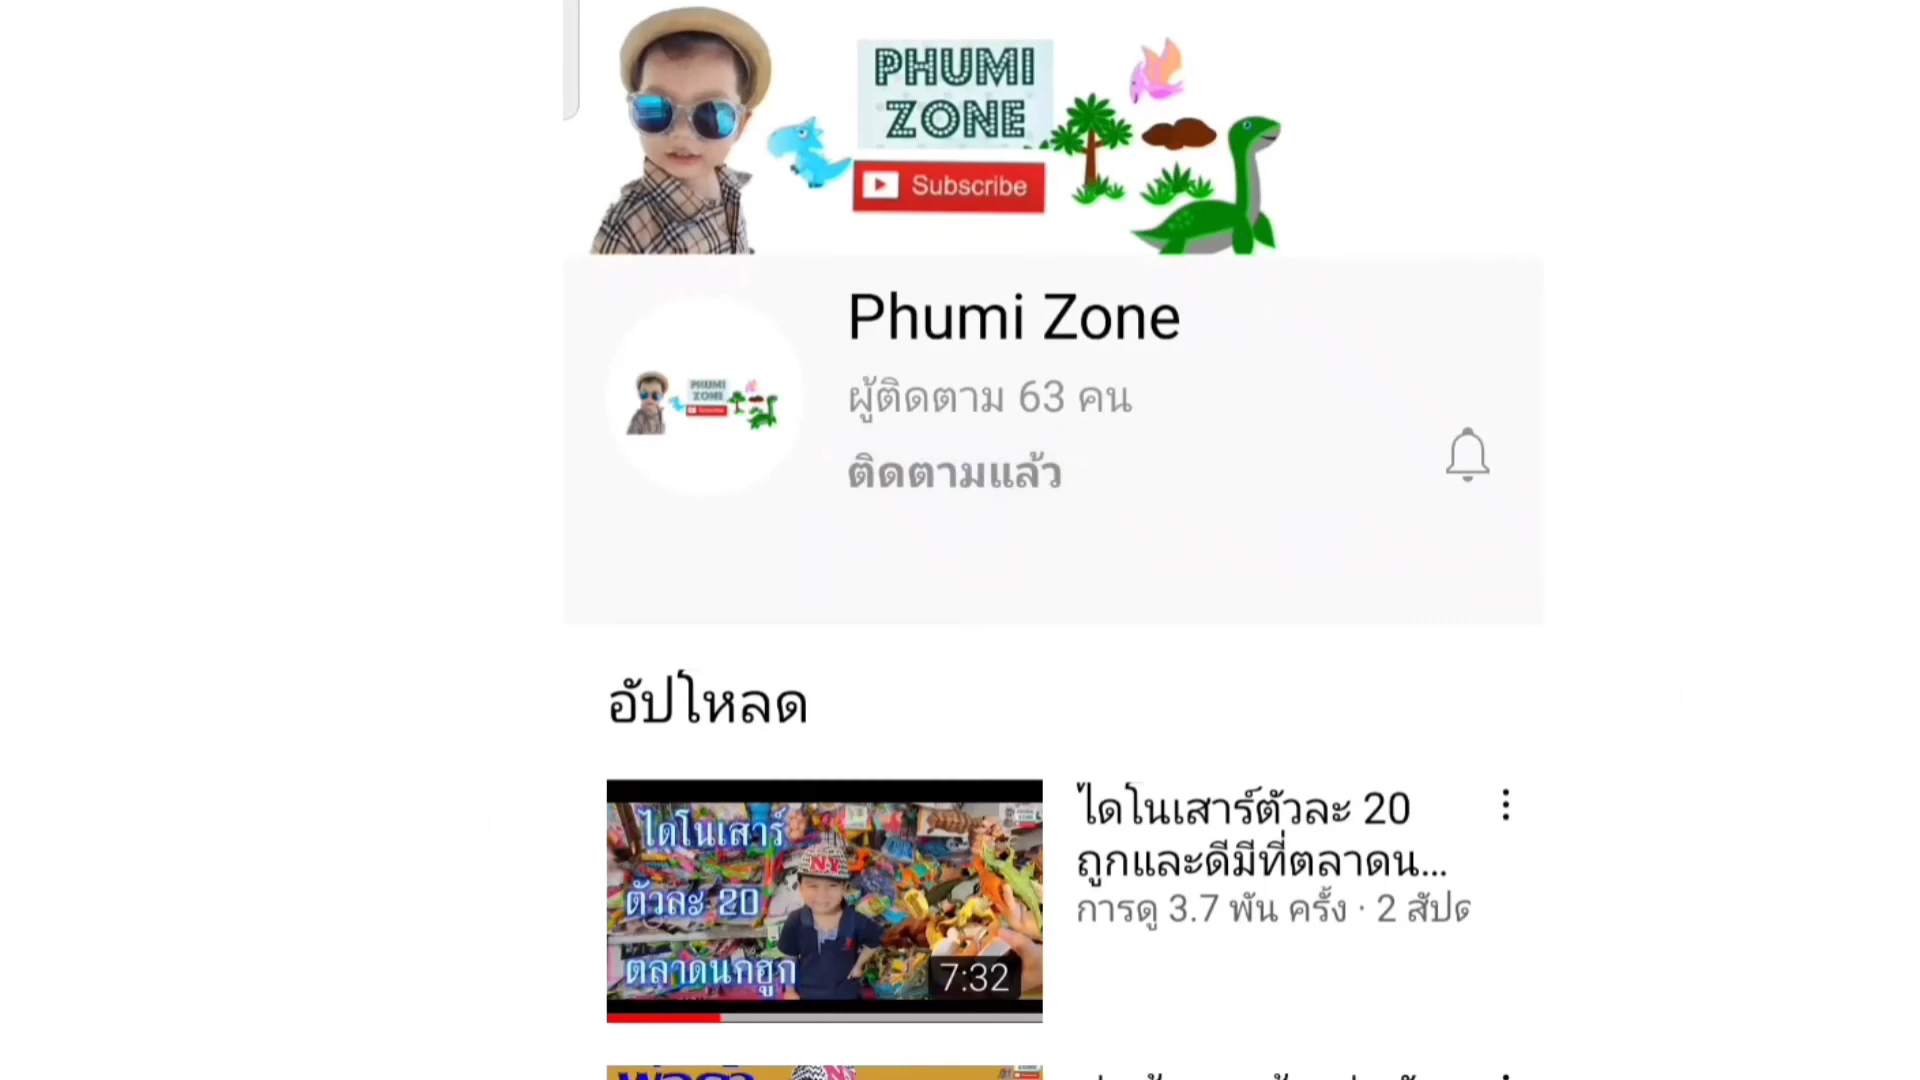 PHUMI
ZONE
Subscribe
Phumi Zone
ผู้ติดตาม 63 คน
PHUMI
ZONE
ติดตามแล้ว
อัปโหลด
ไดโนเสาร์ตัวละ 20
ถูกและดีมีที่ตลาดน...
การดู 3.7 พัน ครั้ง · 2 สัปด
ไดโนเสาร์
N.Y
ตัวละ 20
ตลาดนกฮูก
7:32